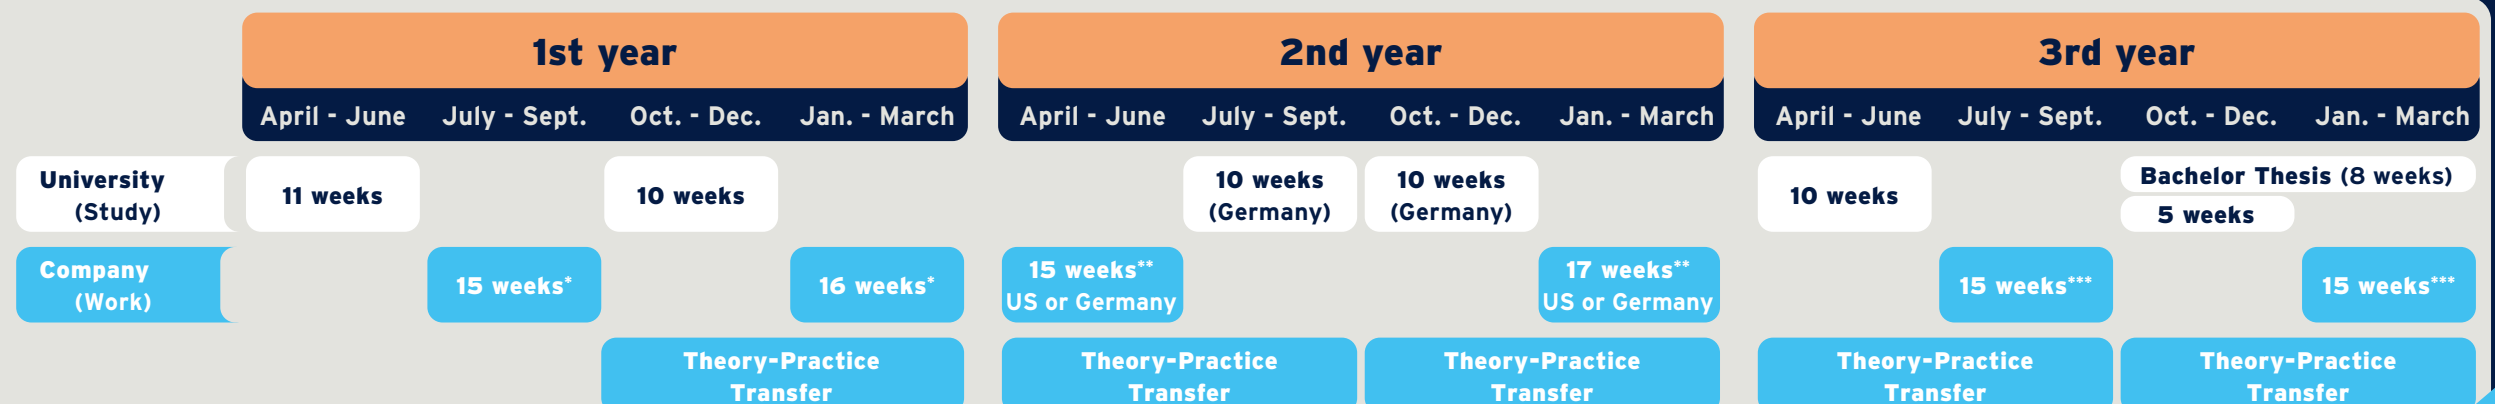 1st year
2nd year
3rd year
April - June July - Sept. Oct. - Dec. Jan. - March
April - June July - Sept. Oct. - Dec. Jan. - March
April - June July - Sept. Oct. - Dec. Jan. - March
University
(Study)
11 weeks
10 weeks
10 weeks
(Germany)
10 weeks
(Germany)
10 weeks
Bachelor Thesis (8 weeks)
5 weeks
Company
(Work)
15 weeks*
16 weeks*
15 weeks**
US or Germany
17 weeks**
US or Germany
15 weeks***
15 weeks***
Theory-Practice
Transfer
Theory-Practice
Transfer
Theory-Practice
Transfer
Theory-Practice
Transfer
Theory-Practice
Transfer